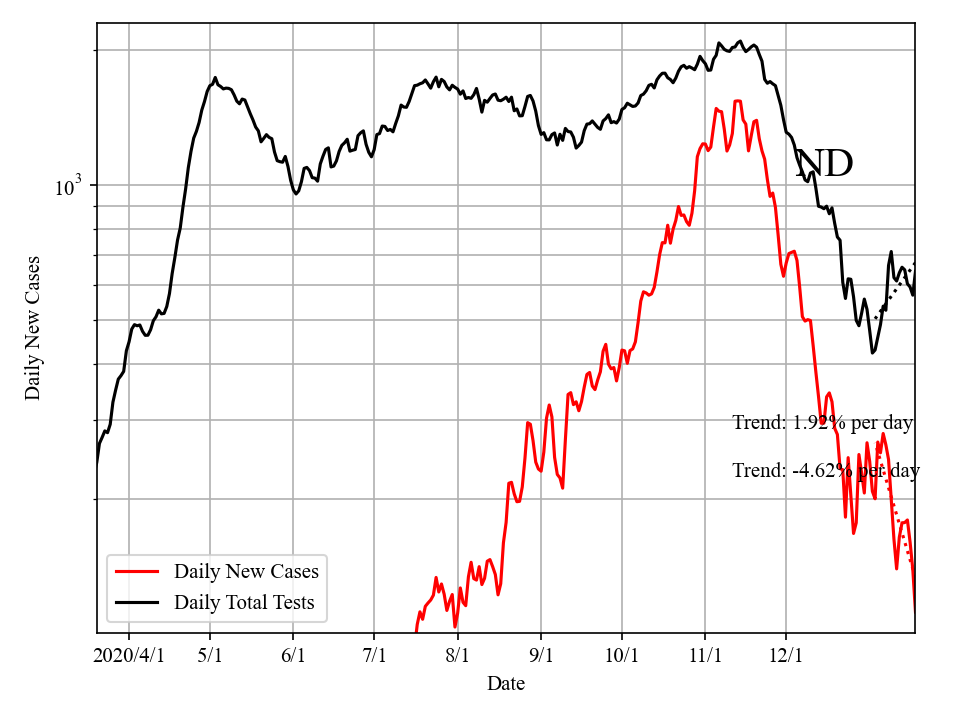 ND
10³
Daily New Cases
Trend: 1.92% per day
Trend: -4.62% per day
Daily New Cases
Daily Total Tests
2020/4/1 5/1 6/1 7/1 8/1 9/1 10/1 11/1 12/1
Date